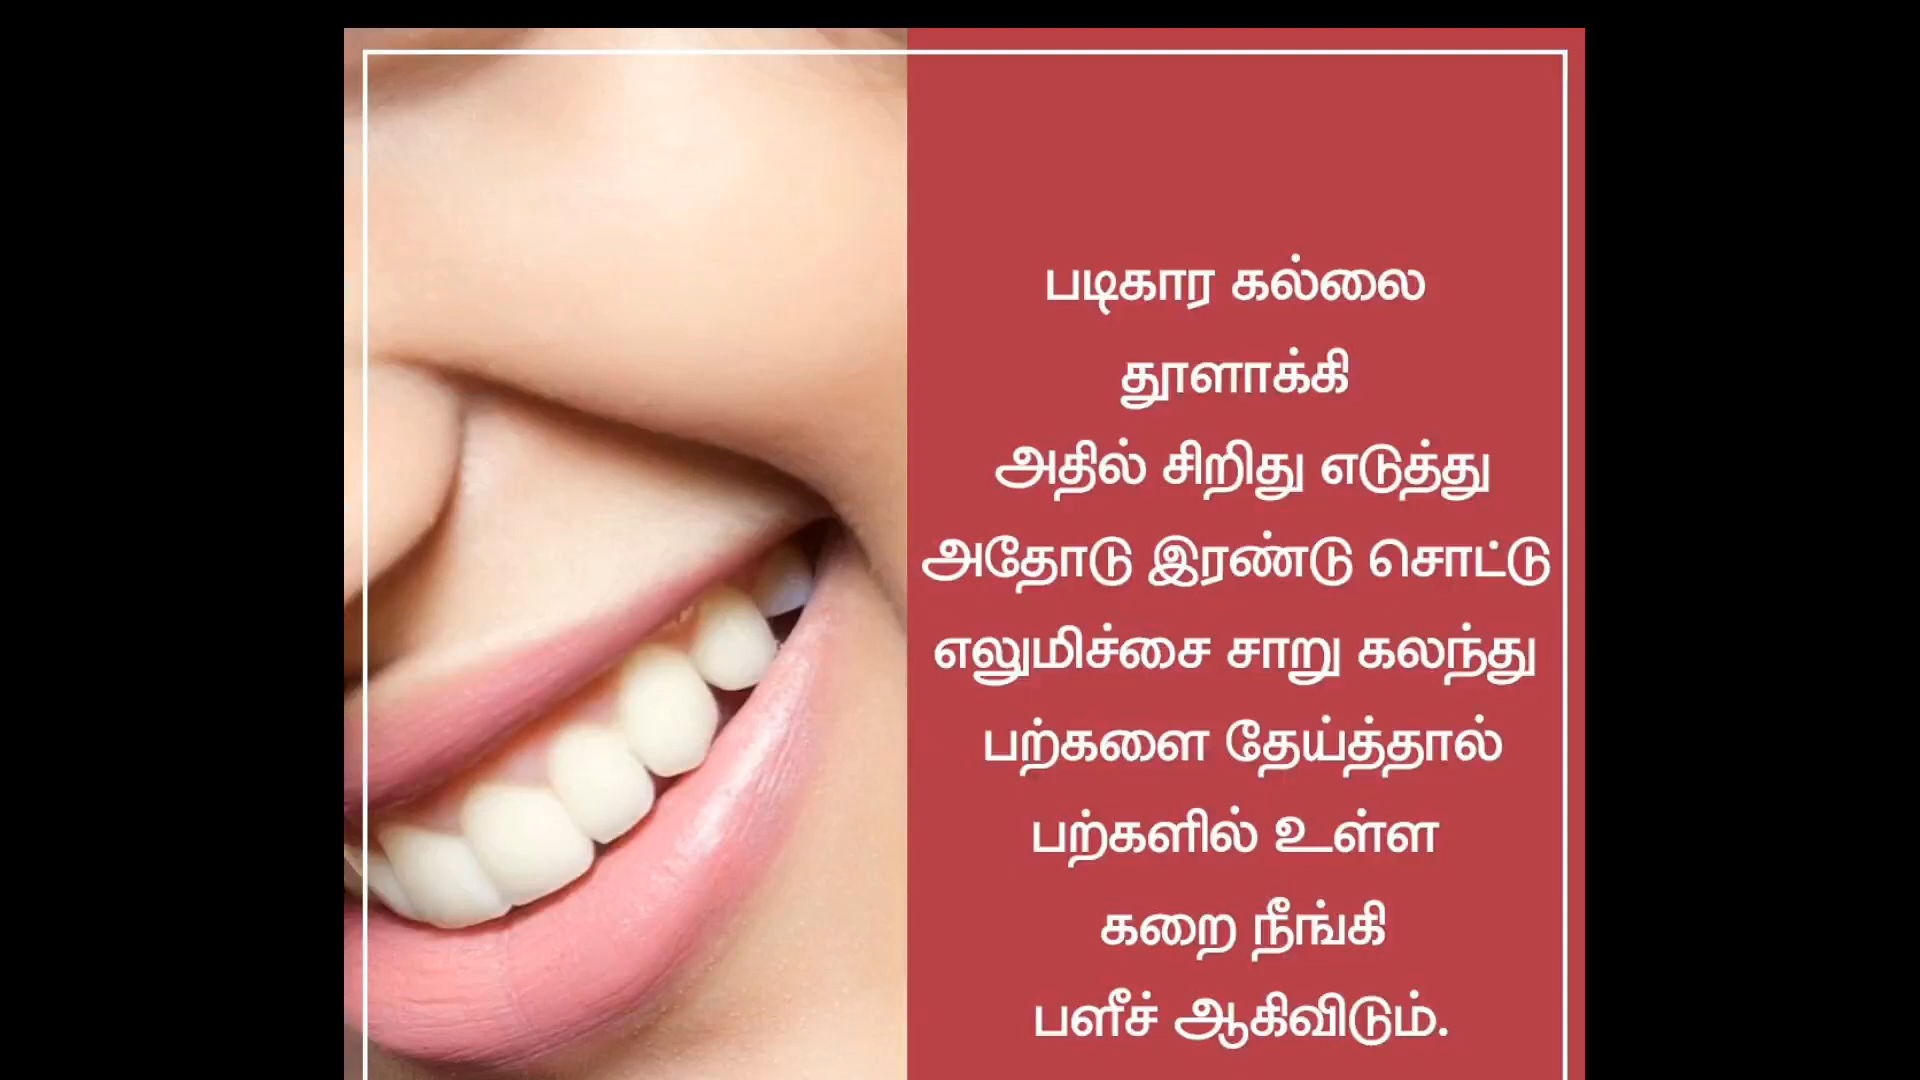 படிகார கல்லை
தூளாக்கி
அதில் சிறிது எடுத்து
அதோடு இரண்டு சொட்டு
எலுமிச்சை சாறு கலந்து
பற்களை தேய்த்தால்
பற்களில் உள்ள
கறை நீங்கி
பளீச் ஆகிவிடும்.